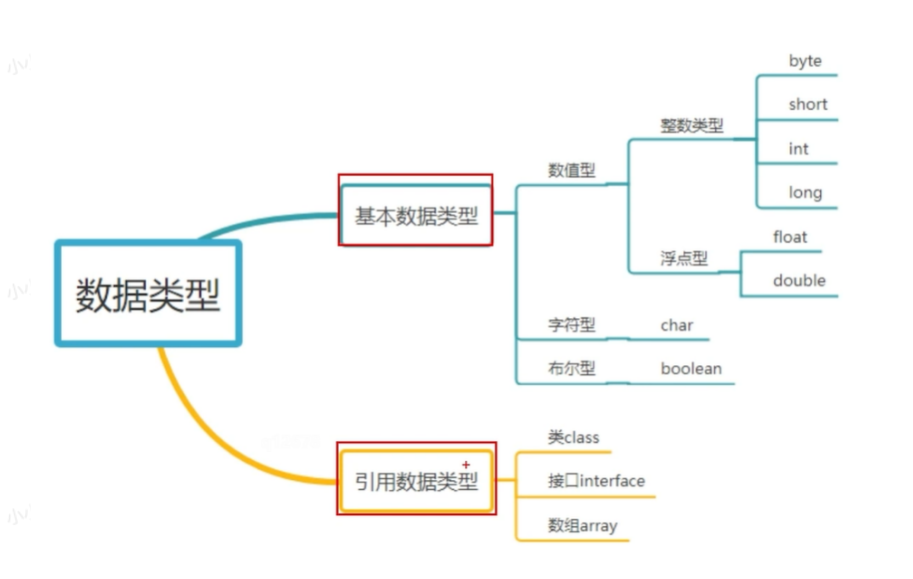 byte
short
整数类型
int
数值型
long
基本数据类型
float
浮点型
double
数据类型
字符型
char
布尔型
boolean
类class
引用数据类型
接口interface
数组array